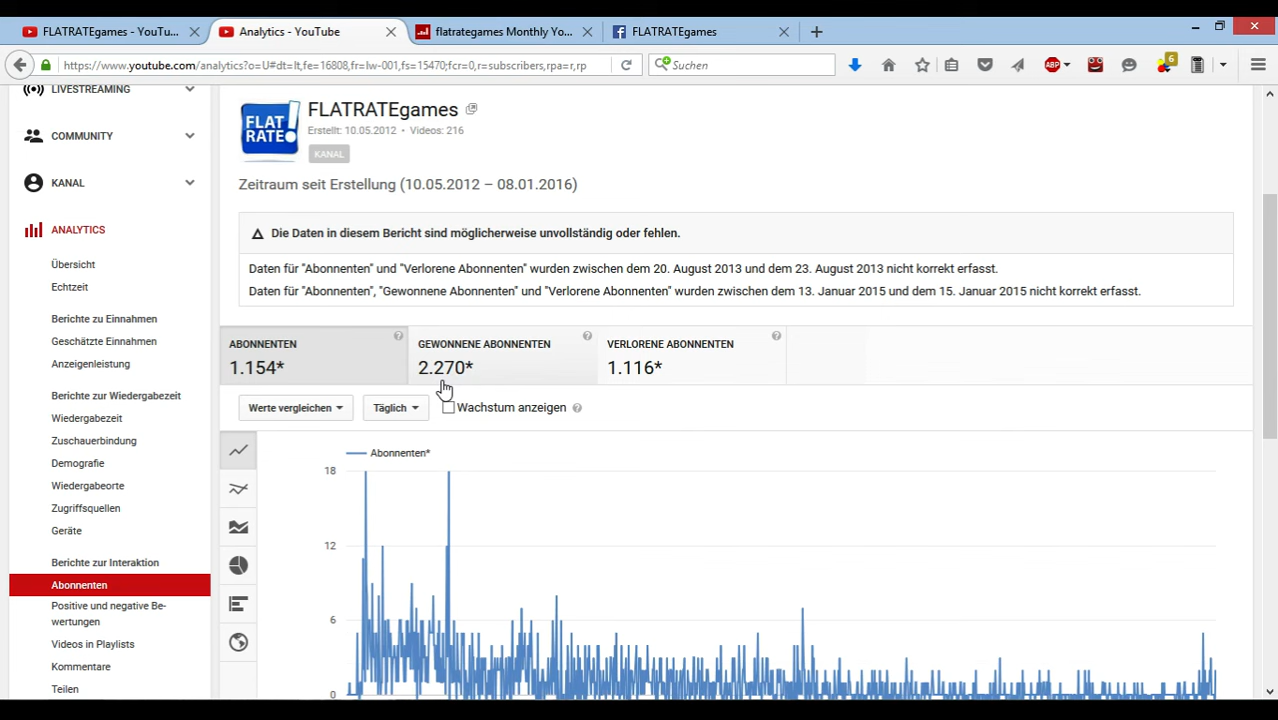 FLATRATEgames - YouTu...
Analytics - YouTube
flatrategames Monthly Yo...
FLATRATEgames
https://www.youtube.com/analytics?o=U#dt=lt,fe=16808,fr=lw-001,fs=15470;fcr=0,r=subscribers,rpa=r,rp
Suchen
ABP
6
LIVESTREAMING
COMMUNITY
KANAL
ANALYTICS
Übersicht
Echtzeit
Berichte zu Einnahmen
Geschätzte Einnahmen
Anzeigenleistung
Berichte zur Wiedergabezeit
Wiedergabezeit
Zuschauerbindung
Demografie
Wiedergabeorte
Zugriffsquellen
Geräte
Berichte zur Interaktion
Abonnenten
Positive und negative Be-
wertungen
Videos in Playlists
Kommentare
Teilen
FLAT
RATE!
FLATRATEgames
Erstellt: 10.05.2012 • Videos: 216
KANAL
Zeitraum seit Erstellung (10.05.2012 – 08.01.2016)
Die Daten in diesem Bericht sind möglicherweise unvollständig oder fehlen.
Daten für "Abonnenten" und "Verlorene Abonnenten" wurden zwischen dem 20. August 2013 und dem 23. August 2013 nicht korrekt erfasst.
Daten für "Abonnenten", "Gewonnene Abonnenten" und "Verlorene Abonnenten" wurden zwischen dem 13. Januar 2015 und dem 15. Januar 2015 nicht korrekt erfasst.
ABONNENTEN
1.154*
GEWONNENE ABONNENTEN
2.270*
VERLORENE ABONNENTEN
1.116*
Werte vergleichen
Täglich
Wachstum anzeigen
Abonnenten*
18
12
6
0